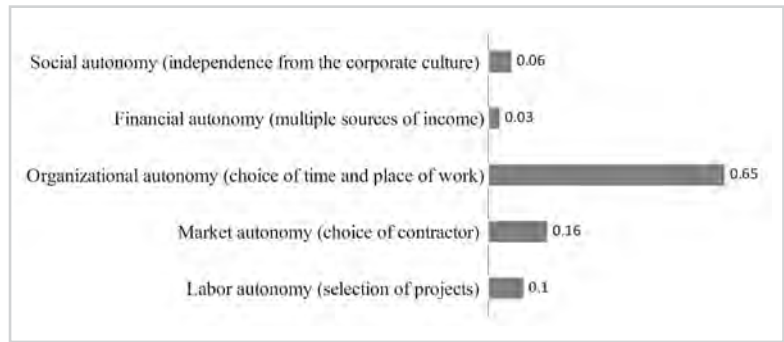 Social autonomy (independence from the corporate culture) 0.06
Financial autonomy (multiple sources of income) 0.03
Organizational autonomy (choice of time and place of work) 0.65
Market autonomy (choice of contractor) 0.16
Labor autonomy (selection of projects) 0.1